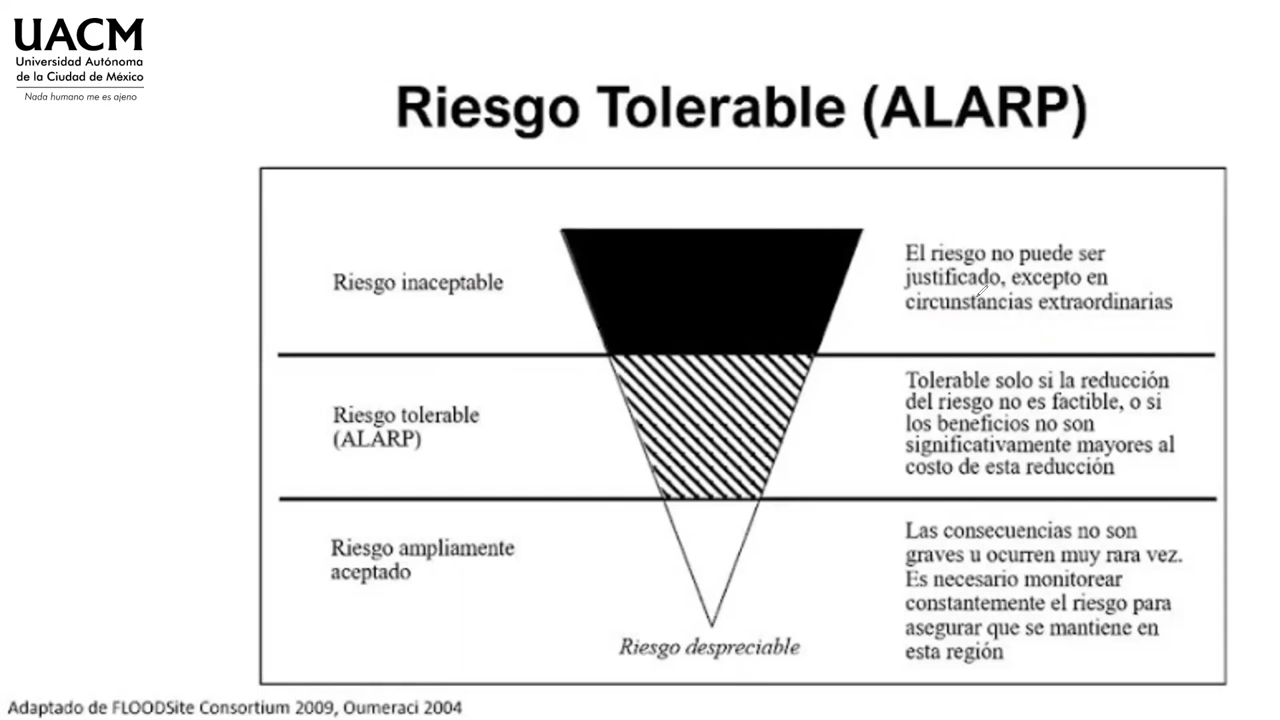 UACM
Universidad Autónoma
de la Ciudad de México
Nada humano me es ajeno
Riesgo Tolerable (ALARP)
Riesgo inaceptable
El riesgo no puede ser
justificado, excepto en
circunstancias extraordinarias
Riesgo tolerable
(ALARP)
Tolerable solo si la reducción
del riesgo no es factible, o si
los beneficios no son
significativamente mayores al
costo de esta reducción
Riesgo ampliamente
aceptado
Las consecuencias no son
graves u ocurren muy rara vez.
Es necesario monitorear
constantemente el riesgo para
asegurar que se mantiene en
esta región
Riesgo despreciable
Adaptado de FLOODSite Consortium 2009, Oumeraci 2004